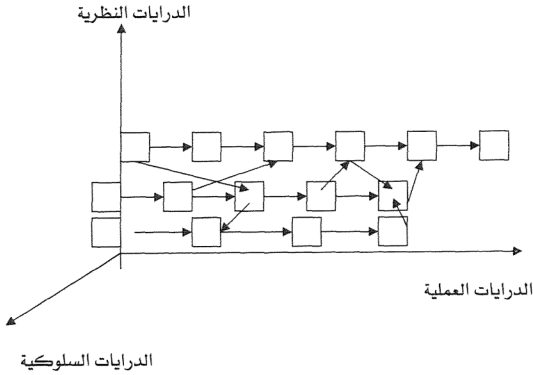 الدرايات النظرية
الدرايات العملية
الدرايات السلوكية